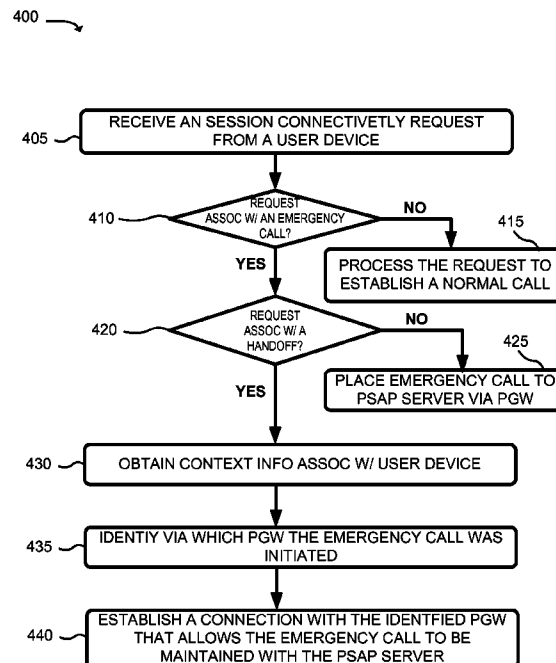 400
405
RECEIVE AN SESSION CONNECTIVETLY REQUEST
FROM A USER DEVICE
410
REQUEST
ASSOC W/ AN EMERGENCY
CALL?
NO
415
YES
PROCESS THE REQUEST TO
ESTABLISH A NORMAL CALL
420
REQUEST
ASSOC W/ A
HANDOFF?
NO
425
YES
PLACE EMERGENCY CALL TO
PSAP SERVER VIA PGW
430
OBTAIN CONTEXT INFO ASSOC W/ USER DEVICE
435
IDENTIY VIA WHICH PGW THE EMERGENCY CALL WAS
INITIATED
440
ESTABLISH A CONNECTION WITH THE IDENTFIED PGW
THAT ALLOWS THE EMERGENCY CALL TO BE
MAINTAINED WITH THE PSAP SERVER